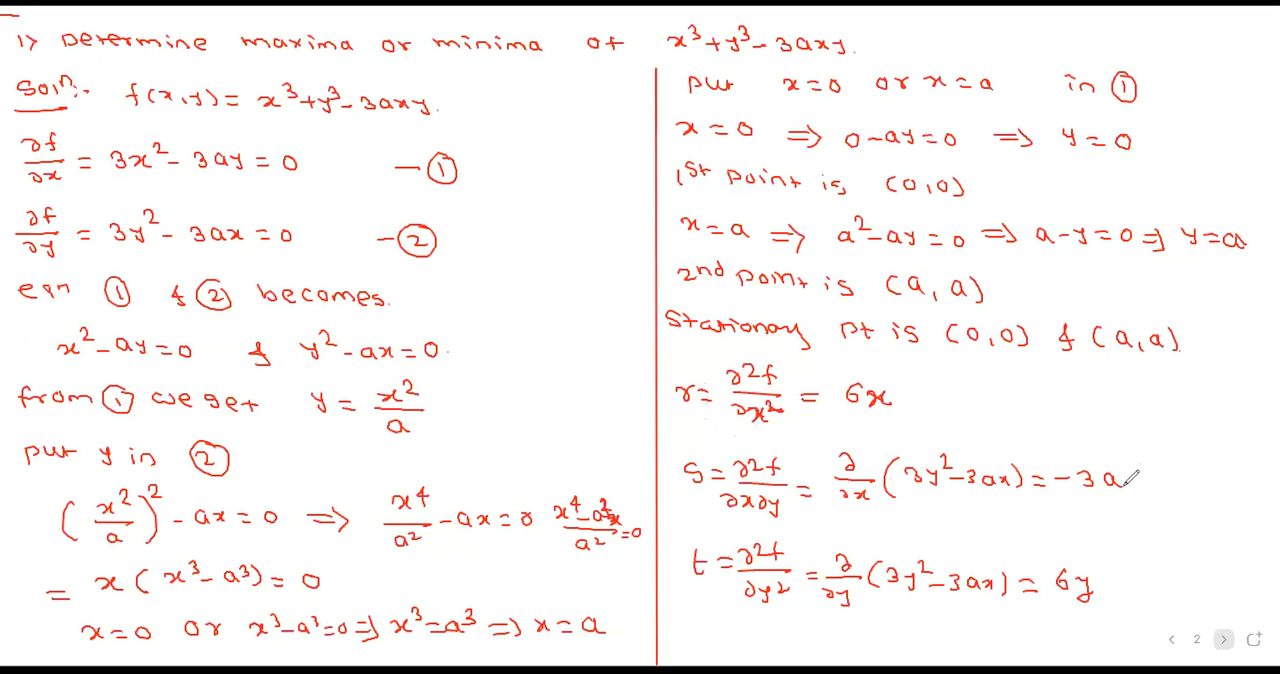 1) Determine maxima or minima of x³+y³-3axy.
Soln:- f(x,y) = x³+y³-3axy.
∂f/∂x = 3x²-3ay = 0 —①
∂f/∂y = 3y²-3ax = 0 —②
eqn ① & ② becomes.
x²-ay=0 & y²-ax=0.
from ① we get y = x²/a
put y in ②
(x²/a)² - ax = 0 ⟹ x⁴/a² - ax = 0
= x(x³-a³) = 0
x=0 or x³-a³=0 ⟹ x³=a³ ⟹ x=a
put x=0 or x=a in ①
x=0 ⟹ 0-ay=0 ⟹ y=0
1st point is (0,0)
x=a ⟹ a²-ay=0 ⟹ a-y=0 ⟹ y=a
2nd point is (a,a)
Stationary pt is (0,0) & (a,a)
r = ∂²f/∂x² = 6x
S = ∂²f/∂x∂y = ∂/∂x (3y²-3ax) = -3a
t = ∂²f/∂y² = ∂/∂y (3y²-3ax) = 6y
2